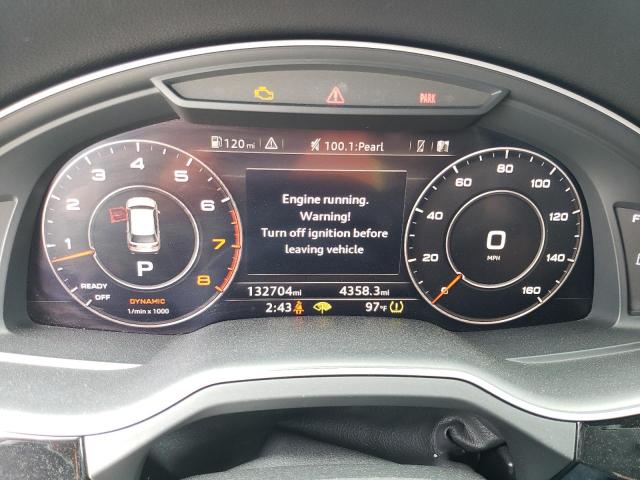 PARK
120 mi
100.1:Pearl
Engine running.
Warning!
Turn off ignition before
leaving vehicle
1 2 3 4 5 6 7 8
P
READY
OFF
DYNAMIC
1/min x 1000
0 20 40 60 80 100 120 140 160
0
MPH
132704mi 4358.3mi
2:43 97°F
F